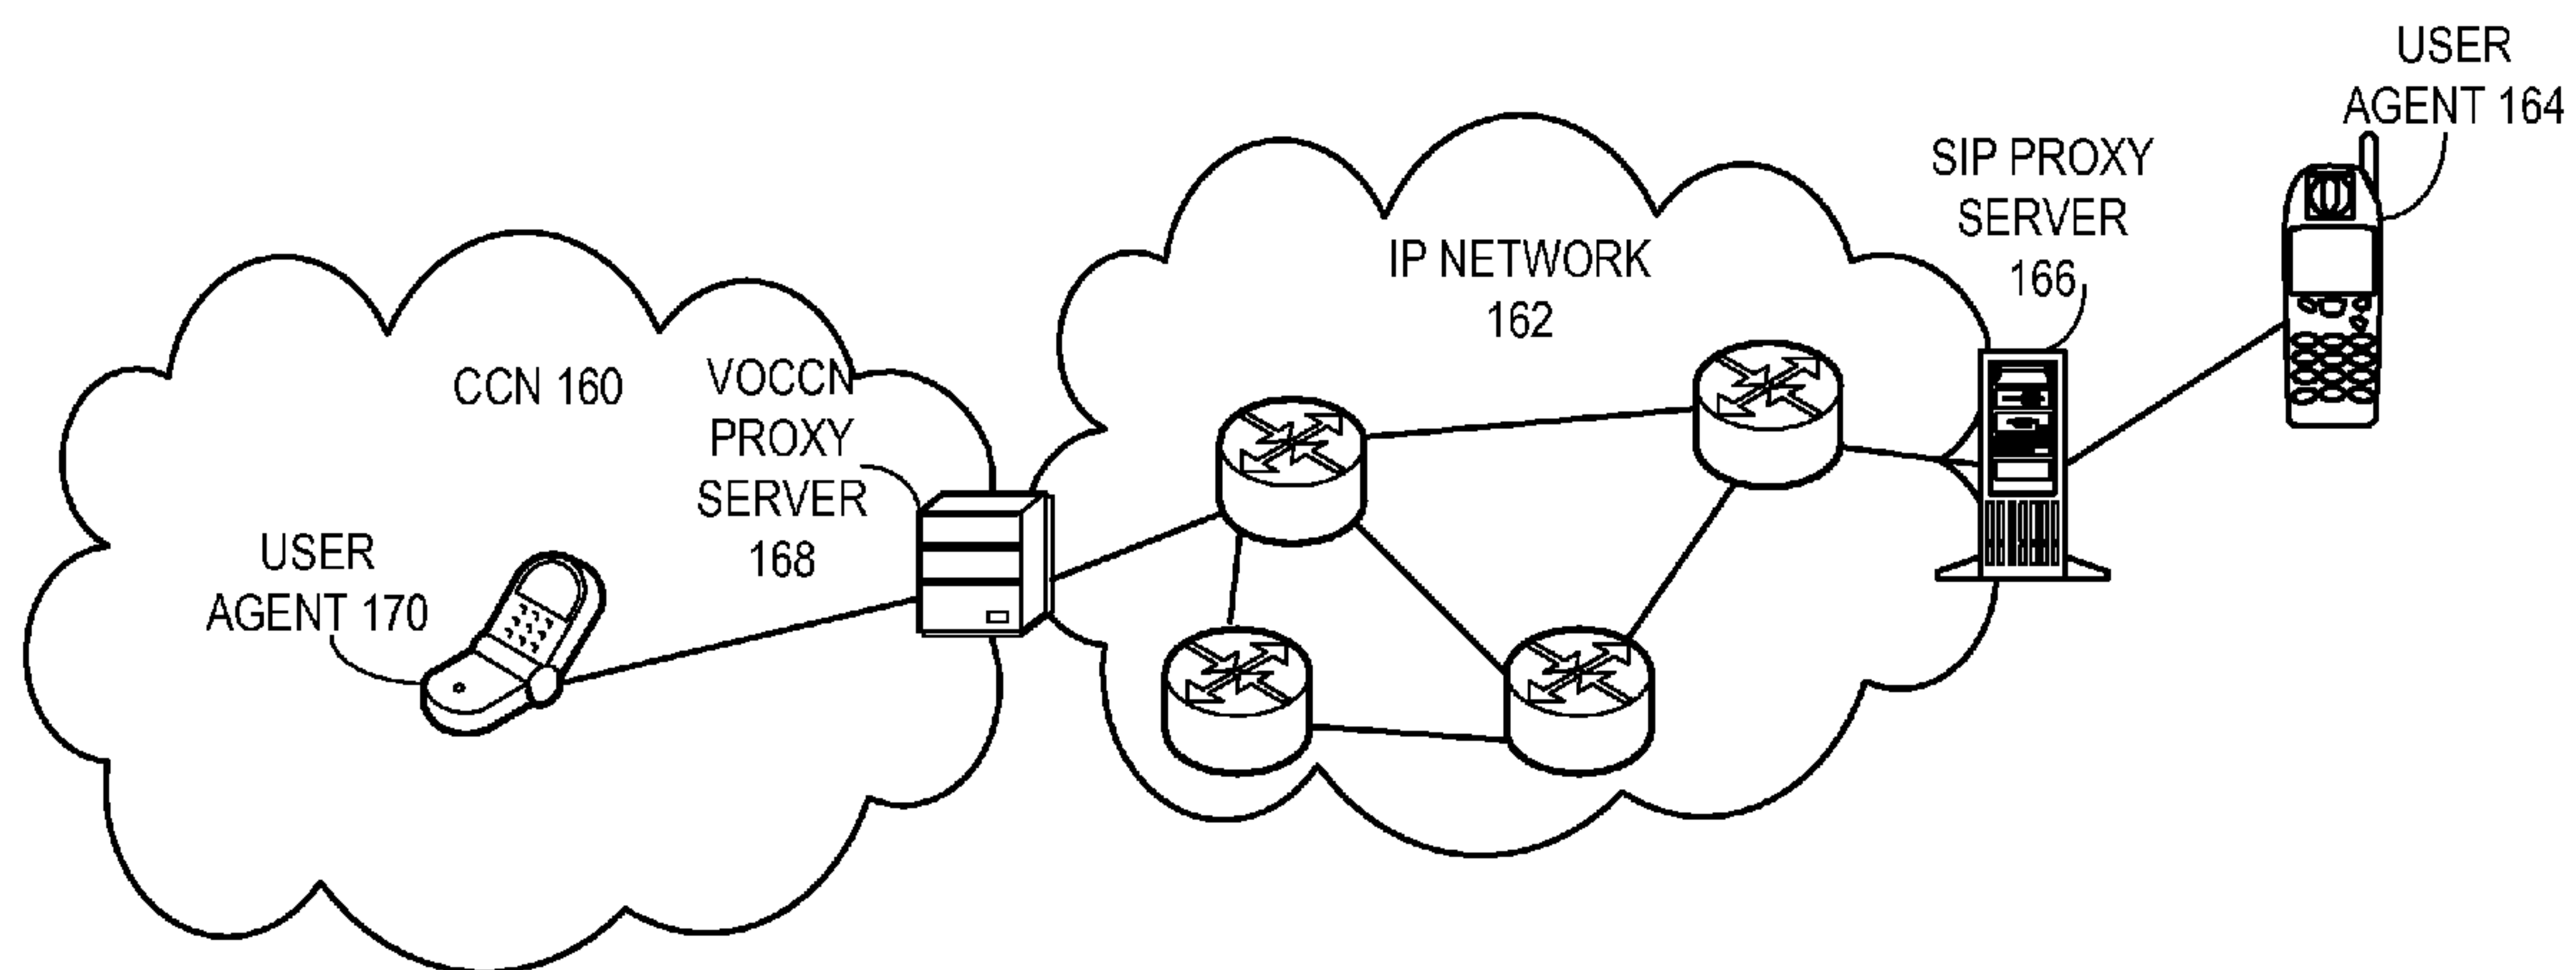 USER
AGENT 164
SIP PROXY
SERVER
166
IP NETWORK
162
CCN 160
VOCCN
PROXY
SERVER
168
USER
AGENT 170